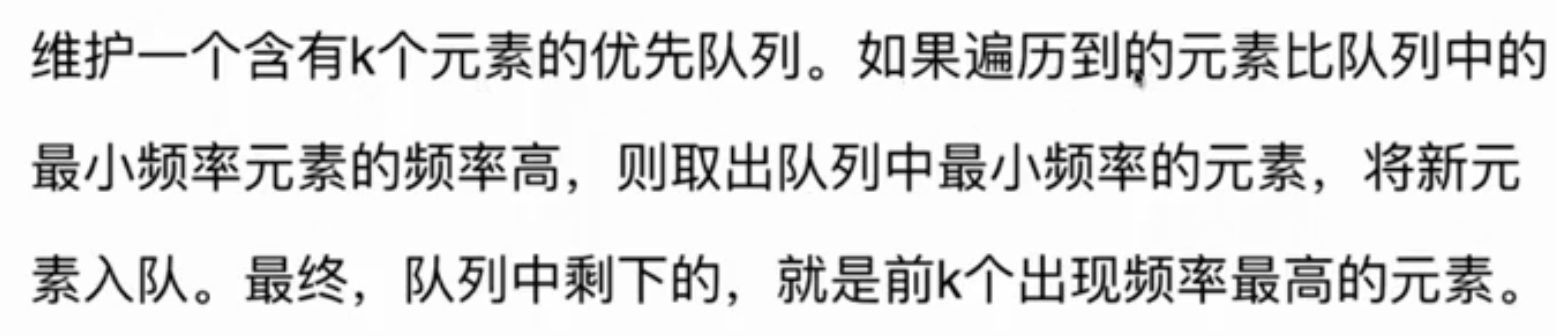 维护一个含有k个元素的优先队列。如果遍历到的元素比队列中的
最小频率元素的频率高，则取出队列中最小频率的元素，将新元
素入队。最终，队列中剩下的，就是前k个出现频率最高的元素。